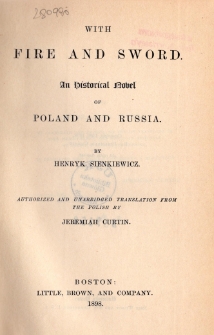 280983
WITH
FIRE AND SWORD.
An Historical Novel
OF
POLAND AND RUSSIA.
BY
HENRYK SIENKIEWICZ.
AUTHORIZED AND UNABRIDGED TRANSLATION FROM
THE POLISH BY
JEREMIAH CURTIN.
BOSTON:
LITTLE, BROWN, AND COMPANY.
1898.